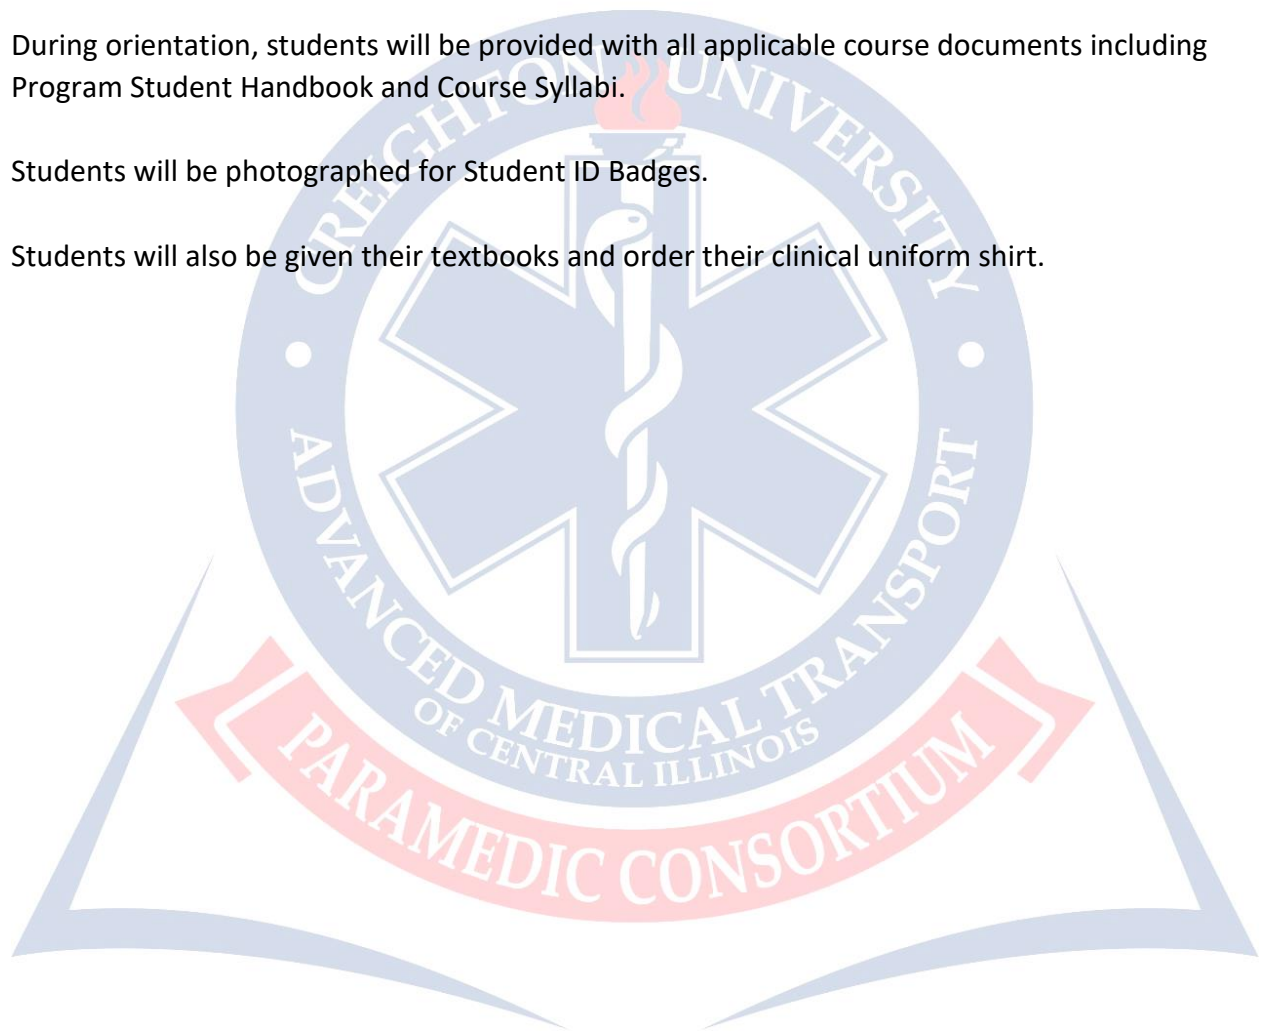 During orientation, students will be provided with all applicable course documents including
Program Student Handbook and Course Syllabi.
Students will be photographed for Student ID Badges.
Students will also be given their textbooks and order their clinical uniform shirt.
CREIGHTON UNIVERSITY
ADVANCED MEDICAL TRANSPORT
OF CENTRAL ILLINOIS
PARAMEDIC CONSORTIUM